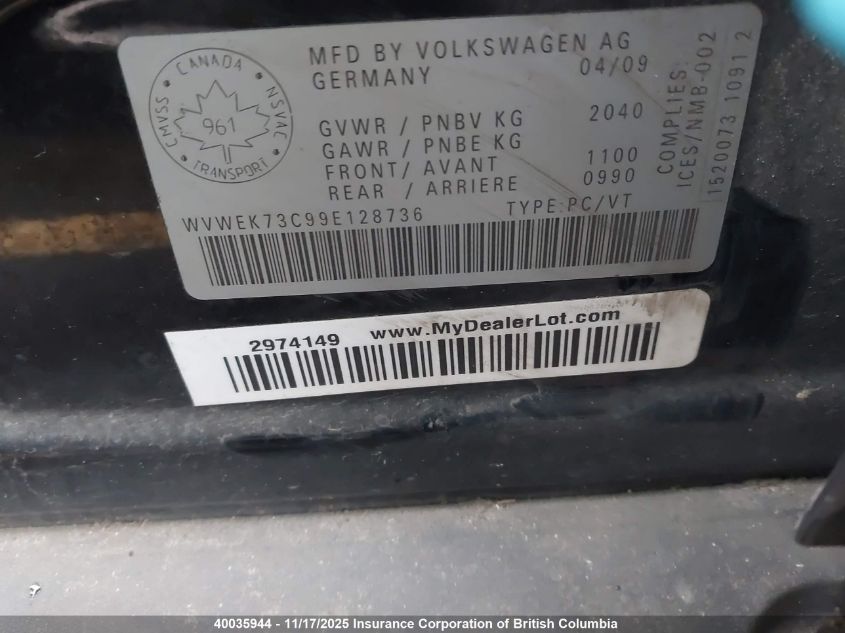 CANADA
CMVSS
NSVAC
961
TRANSPORT
MFD BY VOLKSWAGEN AG
GERMANY 04/09
GVWR / PNBV KG 2040
GAWR / PNBE KG
FRONT/ AVANT 1100
REAR / ARRIERE 0990
WVWEK73C99E128736 TYPE:PC/VT
COMPLIES:
ICES/NMB-002
1520073 1091 2
2974149 www.MyDealerLot.com
40035944 - 11/17/2025 Insurance Corporation of British Columbia